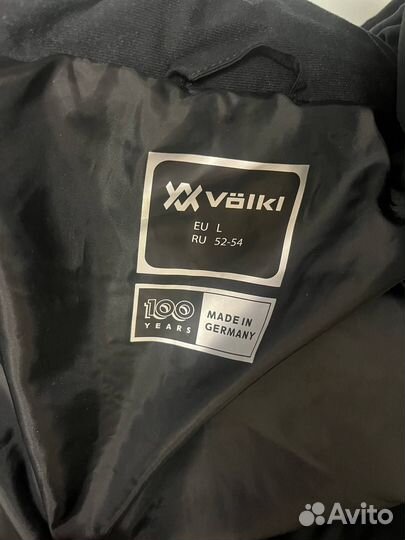 Völkl
EU L
RU 52-54
100
YEARS
MADE IN
GERMANY
Avito